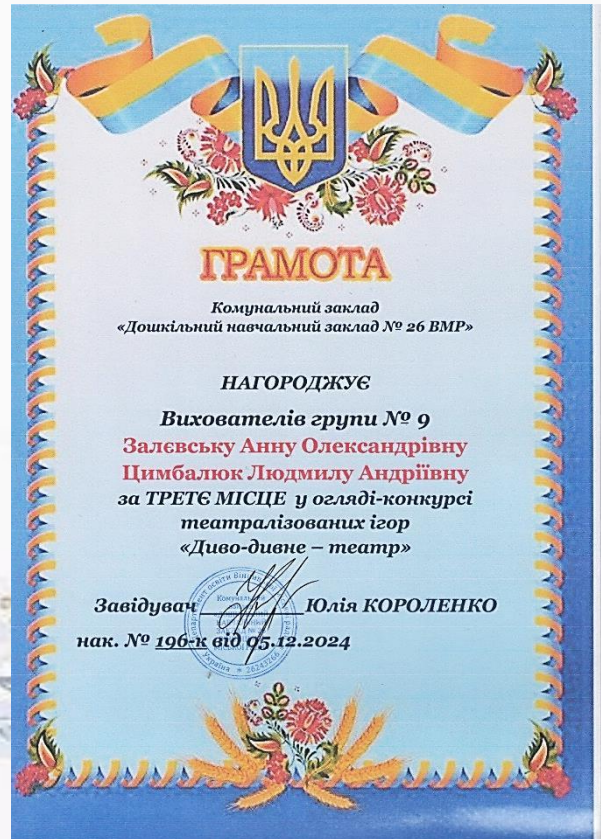 ГРАМОТА
Комунальний заклад
«Дошкільний навчальний заклад № 26 ВМР»
НАГОРОДЖУЄ
Вихователів групи № 9
Залєвську Анну Олександрівну
Цимбалюк Людмилу Андріївну
за ТРЕТЄ МІСЦЕ у огляді-конкурсі
театралізованих ігор
«Диво-дивне – театр»
Завідувач Юлія КОРОЛЕНКО
нак. № 196-к від 05.12.2024